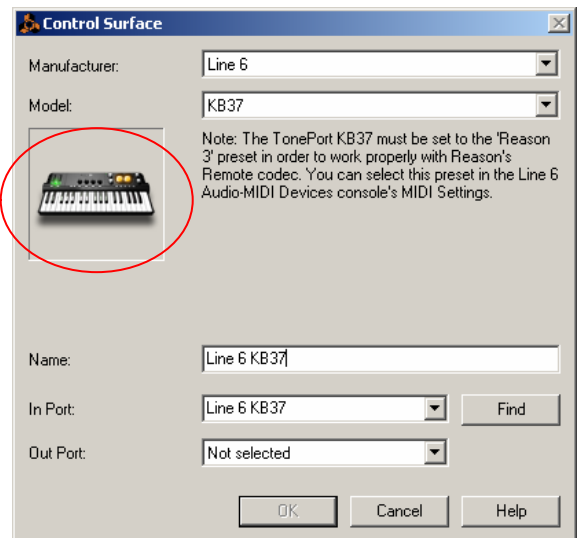 Control Surface
Manufacturer: Line 6
Model: KB37
Note: The TonePort KB37 must be set to the 'Reason
3' preset in order to work properly with Reason's
Remote codec. You can select this preset in the Line 6
Audio-MIDI Devices console's MIDI Settings.
Name: Line 6 KB37
In Port: Line 6 KB37 Find
Out Port: Not selected
OK Cancel Help